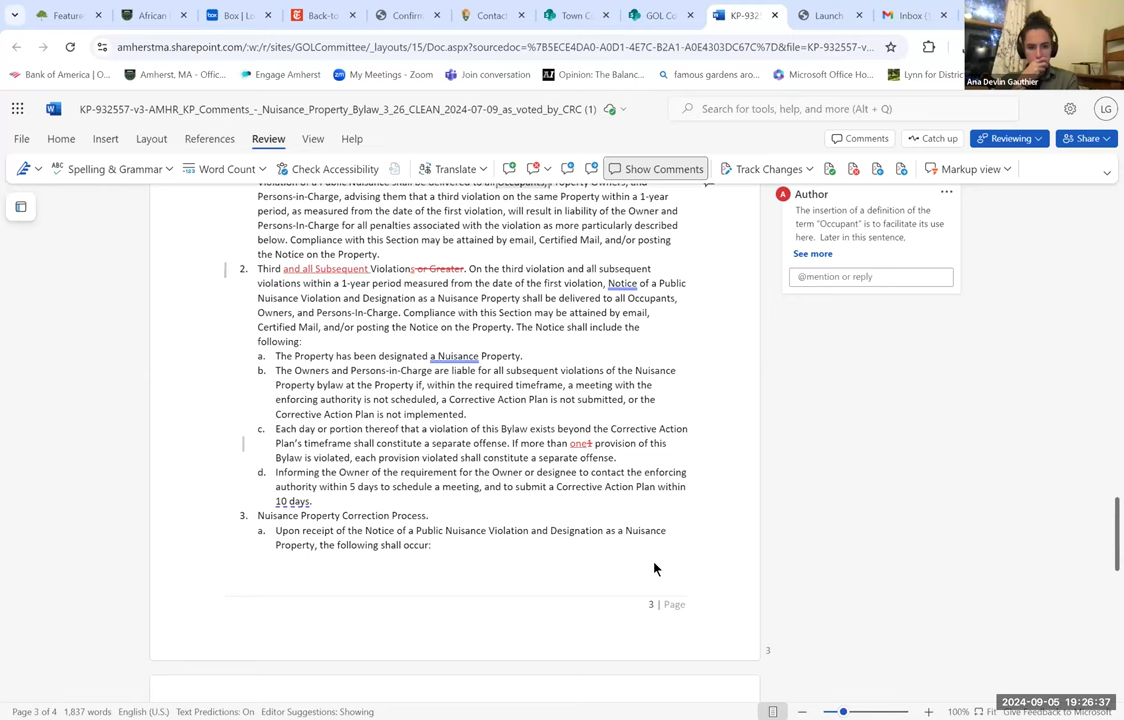 Feature
African
Box | Lo
Back-to
Confirm
Contact
Town Co
GOL Co
KP-932
Launch
Inbox (
amherstma.sharepoint.com/:w:/r/sites/GOLCommittee/_layouts/15/Doc.aspx?sourcedoc=%7B5ECE4DA0-A0D1-4E7C-B2A1-A0E4303DC67C%7D&file=KP-932557-v...
Ana Devlin Gauthier
Bank of America | O...
Amherst, MA - Offic...
Engage Amherst
My Meetings - Zoom
Join conversation
Opinion: The Balanc...
famous gardens aro...
Microsoft Office Ho...
Lynn for District
KP-932557-v3-AMHR_KP_Comments_-_Nuisance_Property_Bylaw_3_26_CLEAN_2024-07-09_as_voted_by_CRC (1)
Search for tools, help, and more (Alt + Q)
LG
File Home Insert Layout References Review View Help
Comments Catch up Reviewing Share
Spelling & Grammar Word Count Check Accessibility Translate Show Comments Track Changes Markup view
Violation of a Public Nuisance shall be delivered to all Occupants, Property Owners, and
Persons-in-Charge, advising them that a third violation on the same Property within a 1-year
period, as measured from the date of the first violation, will result in liability of the Owner and
Persons-In-Charge for all penalties associated with the violation as more particularly described
below. Compliance with this Section may be attained by email, Certified Mail, and/or posting
the Notice on the Property.
2. Third and all Subsequent Violations or Greater. On the third violation and all subsequent
violations within a 1-year period measured from the date of the first violation, Notice of a Public
Nuisance Violation and Designation as a Nuisance Property shall be delivered to all Occupants,
Owners, and Persons-In-Charge. Compliance with this Section may be attained by email,
Certified Mail, and/or posting the Notice on the Property. The Notice shall include the
following:
a. The Property has been designated a Nuisance Property.
b. The Owners and Persons-in-Charge are liable for all subsequent violations of the Nuisance
Property bylaw at the Property if, within the required timeframe, a meeting with the
enforcing authority is not scheduled, a Corrective Action Plan is not submitted, or the
Corrective Action Plan is not implemented.
c. Each day or portion thereof that a violation of this Bylaw exists beyond the Corrective Action
Plan's timeframe shall constitute a separate offense. If more than one1 provision of this
Bylaw is violated, each provision violated shall constitute a separate offense.
d. Informing the Owner of the requirement for the Owner or designee to contact the enforcing
authority within 5 days to schedule a meeting, and to submit a Corrective Action Plan within
10 days.
3. Nuisance Property Correction Process.
a. Upon receipt of the Notice of a Public Nuisance Violation and Designation as a Nuisance
Property, the following shall occur:
3 | Page
3
A Author
The insertion of a definition of the
term "Occupant" is to facilitate its use
here. Later in this sentence,
See more
@mention or reply
2024-09-05 19:26:37
Page 3 of 4 1,837 words English (U.S.) Text Predictions: On Editor Suggestions: Showing
100% Fit Give Feedback to Microsoft